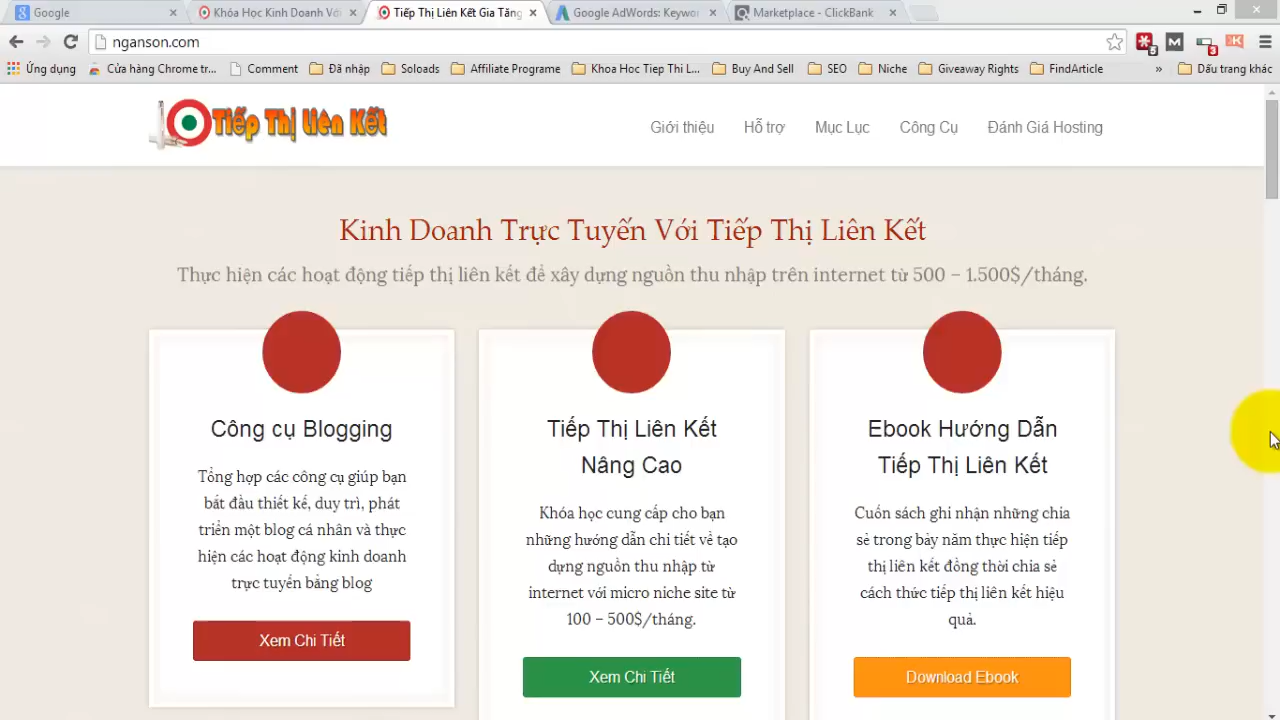 Google
Khóa Học Kinh Doanh Vớ
Tiếp Thị Liên Kết Gia Tăng
Google AdWords: Keywor
Marketplace - ClickBank
nganson.com
Ứng dụng
Cửa hàng Chrome tr...
Comment
Đã nhập
Soloads
Affiliate Programe
Khoa Hoc Tiep Thi L...
Buy And Sell
SEO
Niche
Giveaway Rights
FindArticle
»
Dấu trang khác
Tiếp Thị Liên Kết
Giới thiệu
Hỗ trợ
Mục Lục
Công Cụ
Đánh Giá Hosting
Kinh Doanh Trực Tuyến Với Tiếp Thị Liên Kết
Thực hiện các hoạt động tiếp thị liên kết để xây dựng nguồn thu nhập trên internet từ 500 – 1.500$/tháng.
Công cụ Blogging
Tổng hợp các công cụ giúp bạn
bắt đầu thiết kế, duy trì, phát
triển một blog cá nhân và thực
hiện các hoạt động kinh doanh
trực tuyến bằng blog
Xem Chi Tiết
Tiếp Thị Liên Kết
Nâng Cao
Khóa học cung cấp cho bạn
những hướng dẫn chi tiết về tạo
dựng nguồn thu nhập từ
internet với micro niche site từ
100 – 500$/tháng.
Xem Chi Tiết
Ebook Hướng Dẫn
Tiếp Thị Liên Kết
Cuốn sách ghi nhận những chia
sẻ trong bảy năm thực hiện tiếp
thị liên kết đồng thời chia sẻ
cách thức tiếp thị liên kết hiệu
quả.
Download Ebook